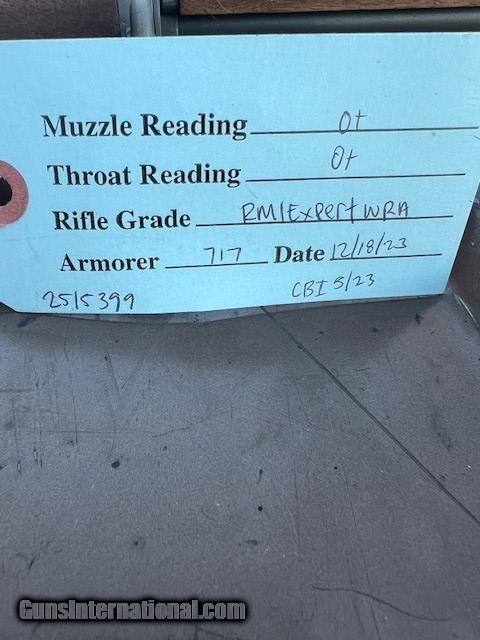 Muzzle Reading 0+
Throat Reading 0+
Rifle Grade RM1ExpertWRA
Armorer 717 Date 12/18/23
2515399 CBI 5/23
GunsInternational.com